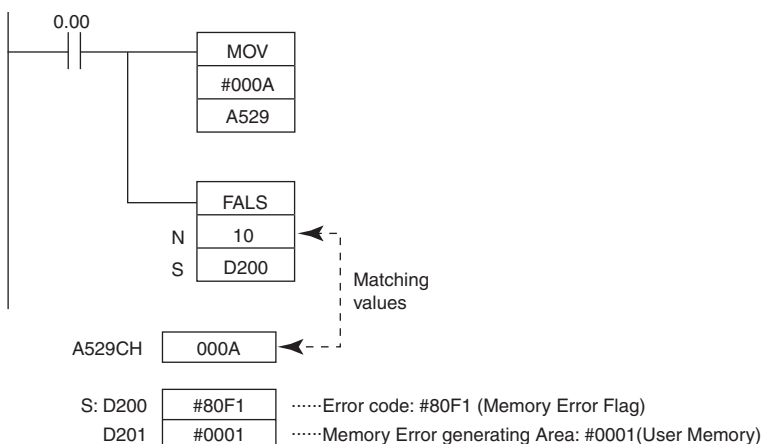 0.00
MOV
#000A
A529
FALS
N 10
S D200
Matching
values
A529CH 000A
S: D200 #80F1 ······Error code: #80F1 (Memory Error Flag)
D201 #0001 ······Memory Error generating Area: #0001(User Memory)